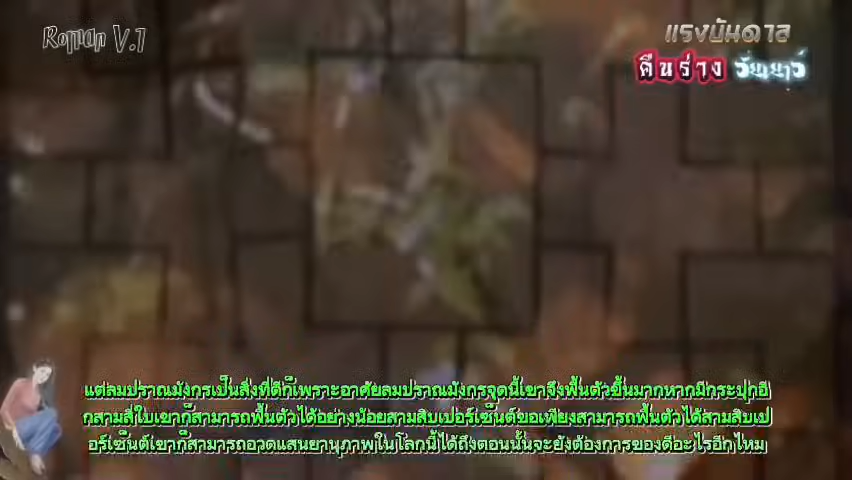 Roman V.1
แรงบันดาล
คืนร่าง วัยเยาว์
แต่ลมปราณมังกรเป็นสิ่งที่ดีก็เพราะอาศัยลมปราณมังกรจุดนี้เขาจึงฟื้นตัวขึ้นมากหากมีกระปุกอี
กสามสี่ใบเขาก็สามารถฟื้นตัวได้อย่างน้อยสามสิบเปอร์เซ็นต์ขอเพียงสามารถฟื้นตัวได้สามสิบเป
อร์เซ็นต์เขาก็สามารถอวดแสนยานุภาพในโลกนี้ได้ถึงตอนนั้นจะยังต้องการของดีอะไรอีกไหม